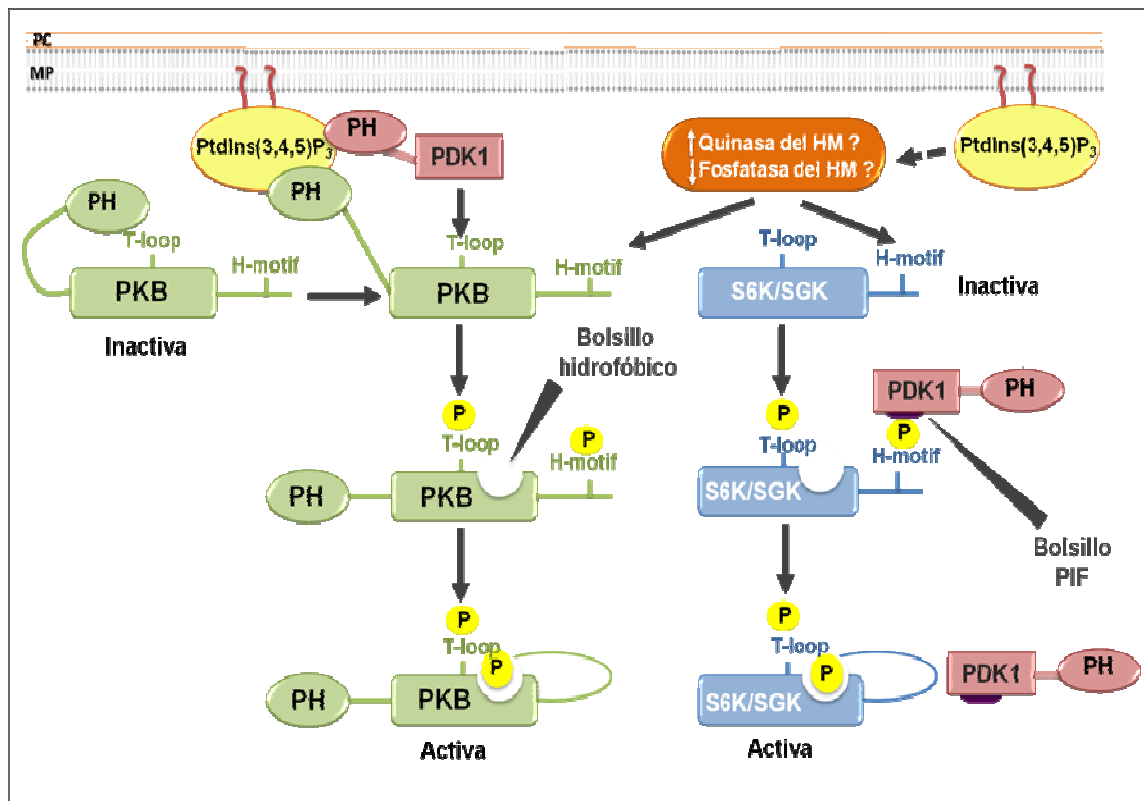 PC
MP
PtdIns(3,4,5)P3
PH
PDK1
↑ Quinasa del HM ?
↓ Fosfatasa del HM ?
PtdIns(3,4,5)P3
PH
PH
T-loop
H-motif
PKB
Inactiva
T-loop
H-motif
PKB
T-loop
H-motif
S6K/SGK
Inactiva
Bolsillo
hidrofóbico
P
T-loop
P
H-motif
PH
PKB
P
T-loop
S6K/SGK
PDK1
PH
P
H-motif
Bolsillo
PIF
P
T-loop
P
PH
PKB
Activa
P
T-loop
P
S6K/SGK
Activa
PDK1
PH